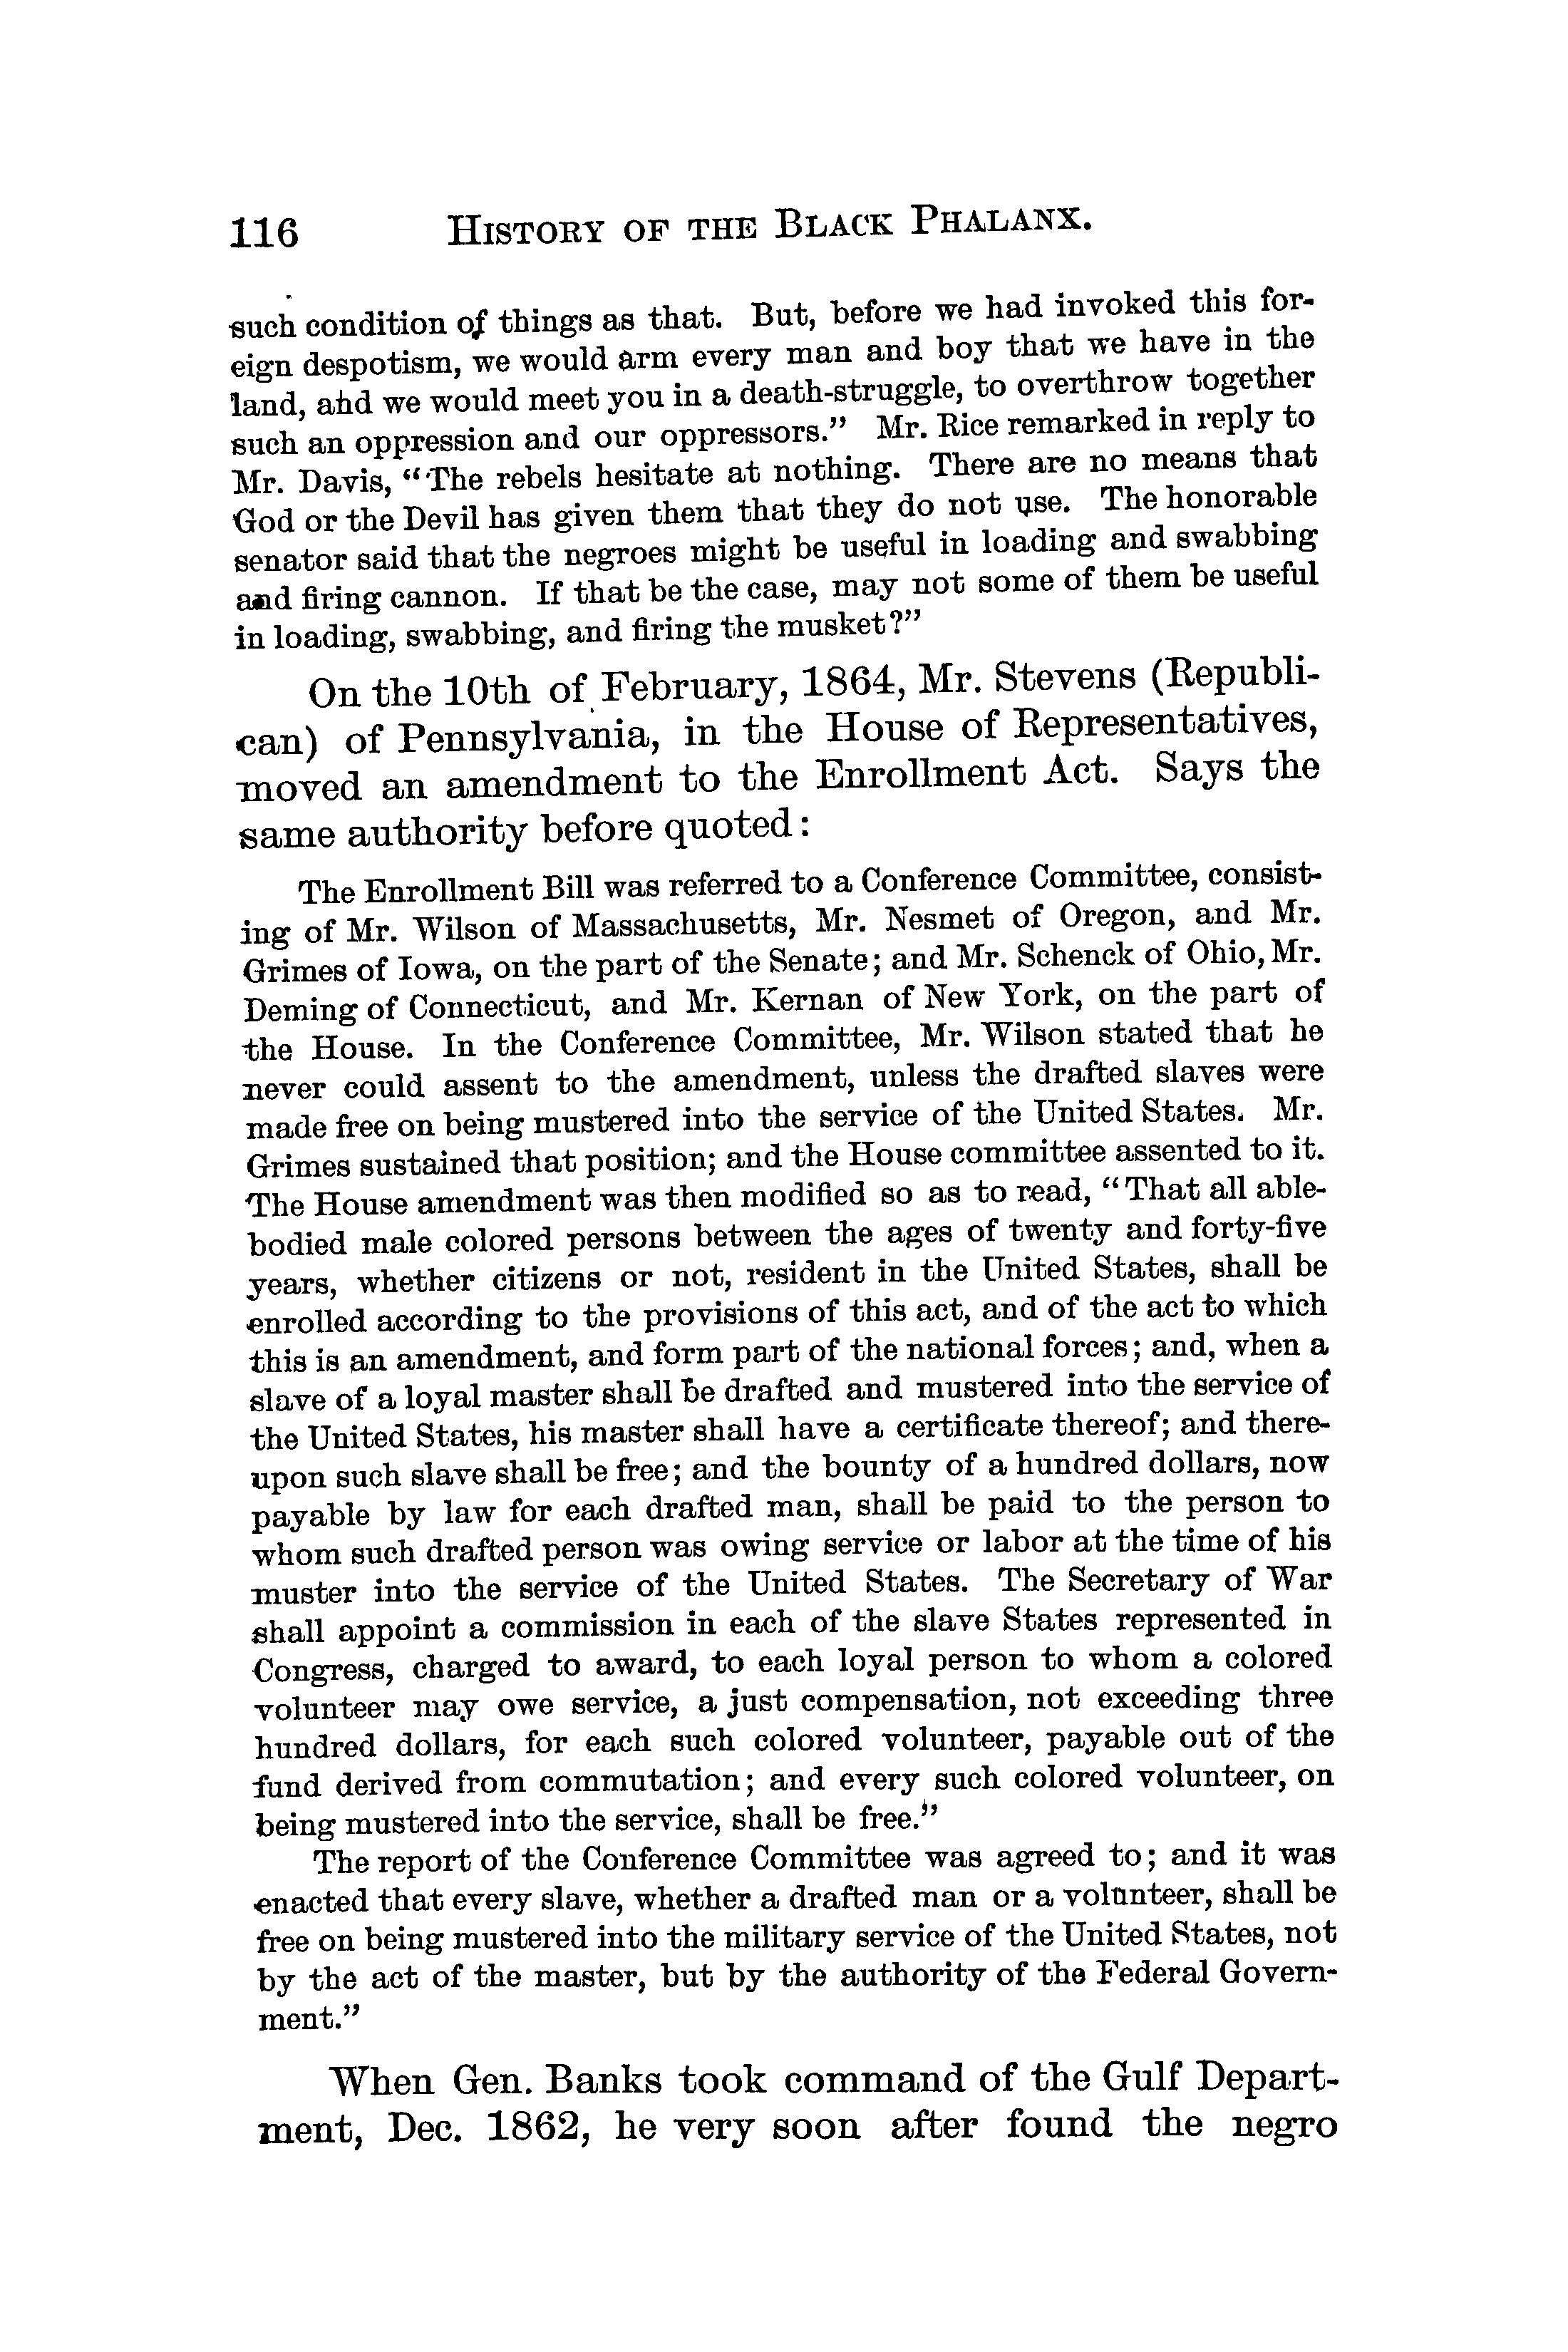 116 HISTORY OF THE BLACK PHALANX.
such condition of things as that. But, before we had invoked this for-
eign despotism, we would arm every man and boy that we have in the
land, and we would meet you in a death-struggle, to overthrow together
such an oppression and our oppressors.” Mr. Rice remarked in reply to
Mr. Davis, “The rebels hesitate at nothing. There are no means that
God or the Devil has given them that they do not use. The honorable
senator said that the negroes might be useful in loading and swabbing
and firing cannon. If that be the case, may not some of them be useful
in loading, swabbing, and firing the musket?”
On the 10th of February, 1864, Mr. Stevens (Republi-
can) of Pennsylvania, in the House of Representatives,
moved an amendment to the Enrollment Act. Says the
same authority before quoted:
The Enrollment Bill was referred to a Conference Committee, consist-
ing of Mr. Wilson of Massachusetts, Mr. Nesmet of Oregon, and Mr.
Grimes of Iowa, on the part of the Senate; and Mr. Schenck of Ohio, Mr.
Deming of Connecticut, and Mr. Kernan of New York, on the part of
the House. In the Conference Committee, Mr. Wilson stated that he
never could assent to the amendment, unless the drafted slaves were
made free on being mustered into the service of the United States. Mr.
Grimes sustained that position; and the House committee assented to it.
The House amendment was then modified so as to read, “That all able-
bodied male colored persons between the ages of twenty and forty-five
years, whether citizens or not, resident in the United States, shall be
enrolled according to the provisions of this act, and of the act to which
this is an amendment, and form part of the national forces; and, when a
slave of a loyal master shall be drafted and mustered into the service of
the United States, his master shall have a certificate thereof; and there-
upon such slave shall be free; and the bounty of a hundred dollars, now
payable by law for each drafted man, shall be paid to the person to
whom such drafted person was owing service or labor at the time of his
muster into the service of the United States. The Secretary of War
shall appoint a commission in each of the slave States represented in
Congress, charged to award, to each loyal person to whom a colored
volunteer may owe service, a just compensation, not exceeding three
hundred dollars, for each such colored volunteer, payable out of the
fund derived from commutation; and every such colored volunteer, on
being mustered into the service, shall be free.”
The report of the Conference Committee was agreed to; and it was
enacted that every slave, whether a drafted man or a volunteer, shall be
free on being mustered into the military service of the United States, not
by the act of the master, but by the authority of the Federal Govern-
ment.”
When Gen. Banks took command of the Gulf Depart-
ment, Dec. 1862, he very soon after found the negro